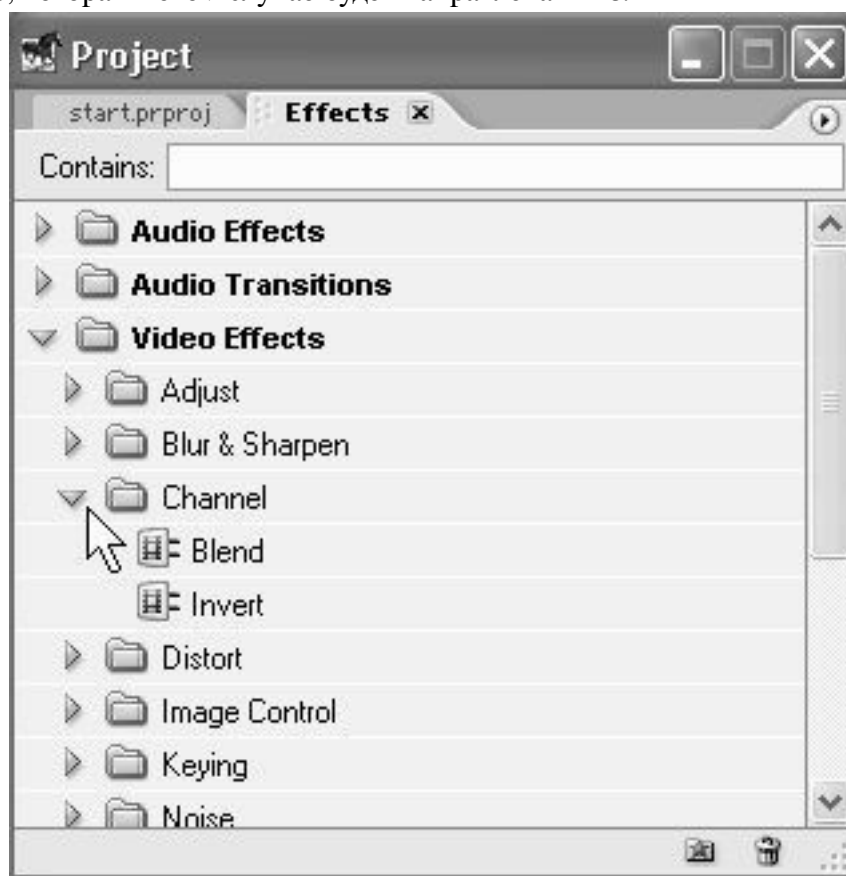 Project
start.prproj Effects
Contains:
Audio Effects
Audio Transitions
Video Effects
Adjust
Blur & Sharpen
Channel
Blend
Invert
Distort
Image Control
Keying
Noise